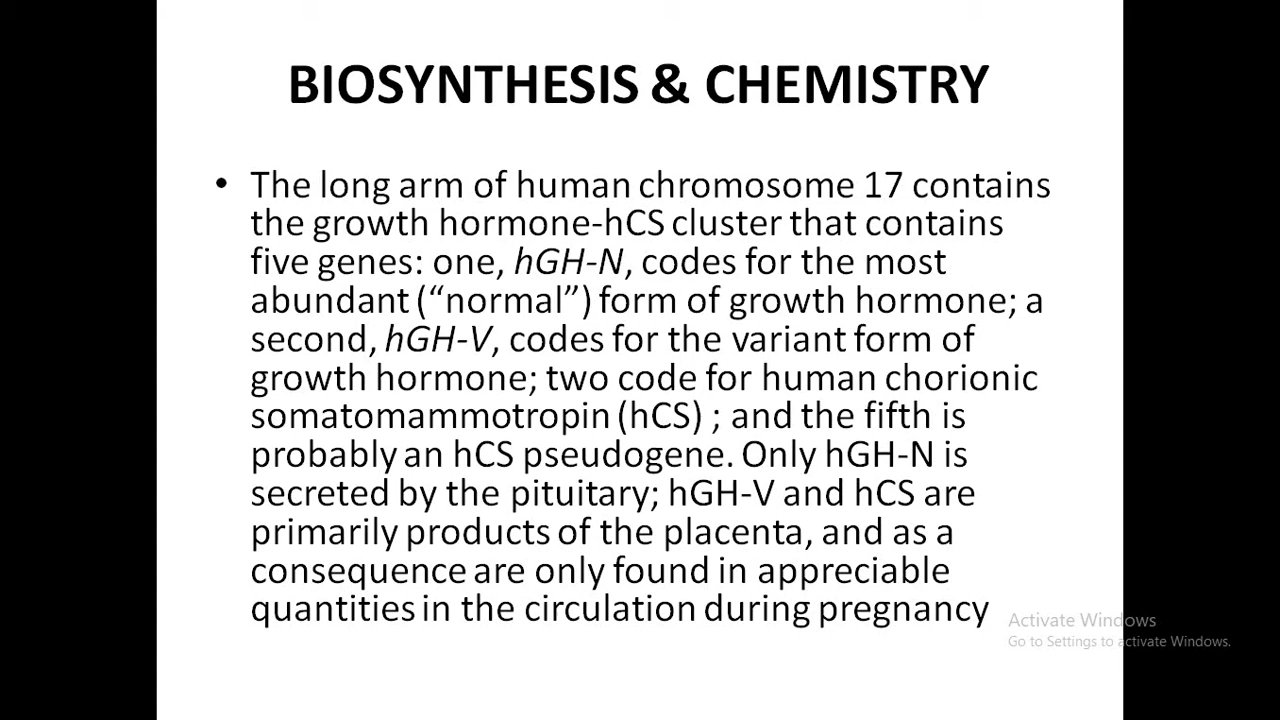 BIOSYNTHESIS & CHEMISTRY
• The long arm of human chromosome 17 contains
the growth hormone-hCS cluster that contains
five genes: one, hGH-N, codes for the most
abundant (“normal”) form of growth hormone; a
second, hGH-V, codes for the variant form of
growth hormone; two code for human chorionic
somatomammotropin (hCS) ; and the fifth is
probably an hCS pseudogene. Only hGH-N is
secreted by the pituitary; hGH-V and hCS are
primarily products of the placenta, and as a
consequence are only found in appreciable
quantities in the circulation during pregnancy
Activate Windows
Go to Settings to activate Windows.